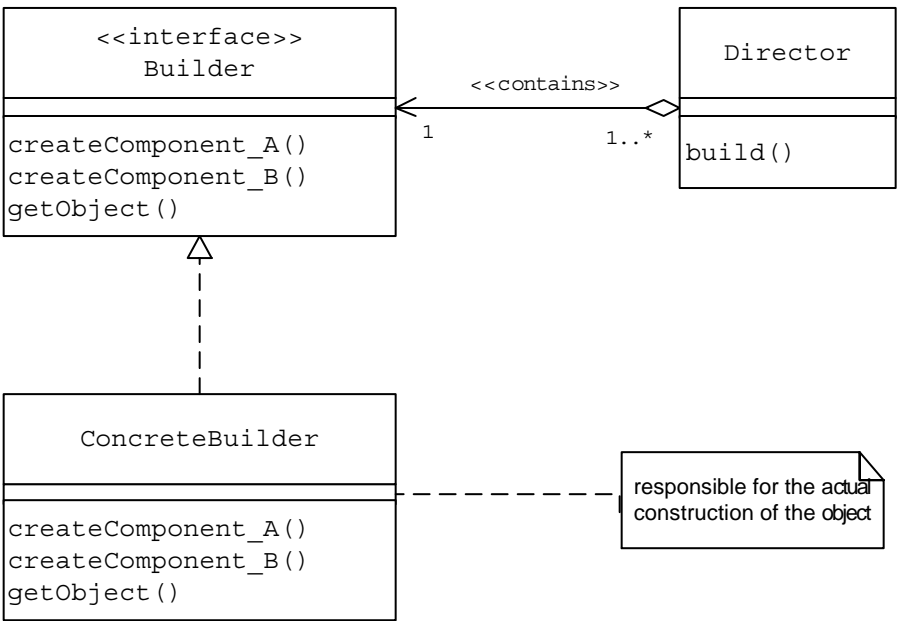 <<interface>>
Builder
createComponent_A()
createComponent_B()
getObject()
<<contains>>
1
1..*
Director
build()
ConcreteBuilder
createComponent_A()
createComponent_B()
getObject()
responsible for the actual
construction of the object